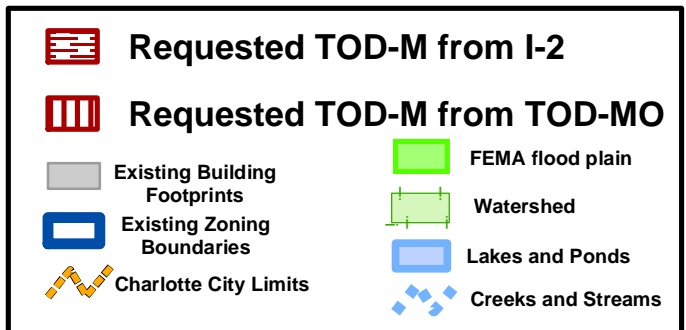 Requested TOD-M from I-2
Requested TOD-M from TOD-MO
Existing Building
Footprints
Existing Zoning
Boundaries
Charlotte City Limits
FEMA flood plain
Watershed
Lakes and Ponds
Creeks and Streams